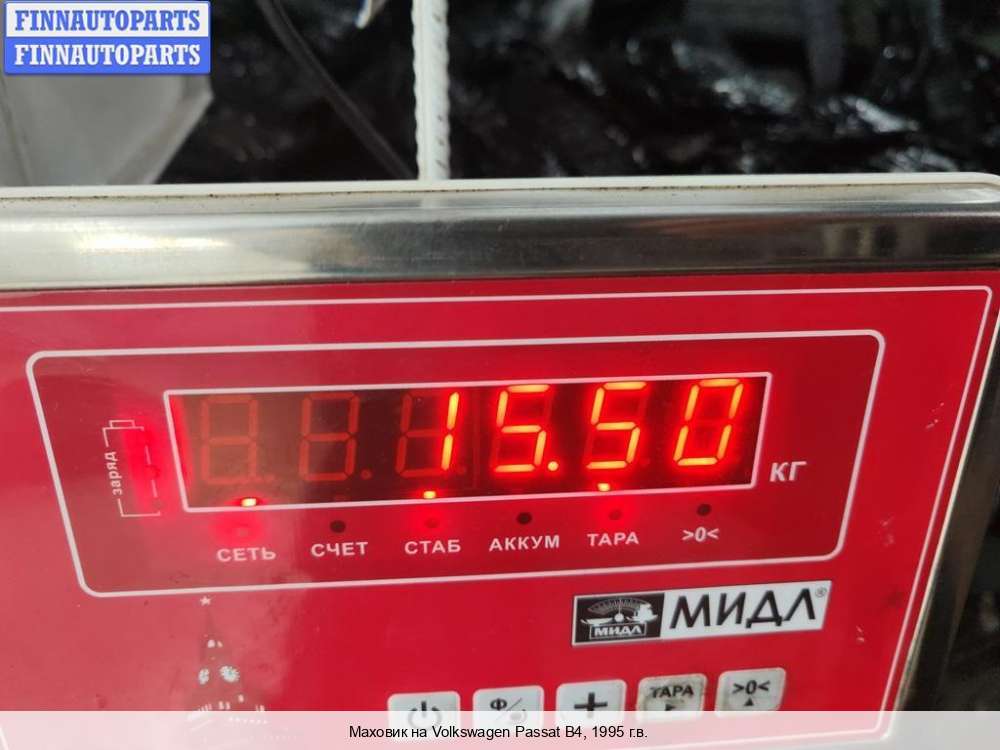 FINNAUTOPARTS
FINNAUTOPARTS
заряд
15.50
КГ
СЕТЬ
СЧЕТ
СТАБ
АККУМ
ТАРА
>0<
МИДЛ
МИДЛ®
Ф
+
ТАРА
>0<
Маховик на Volkswagen Passat B4, 1995 г.в.